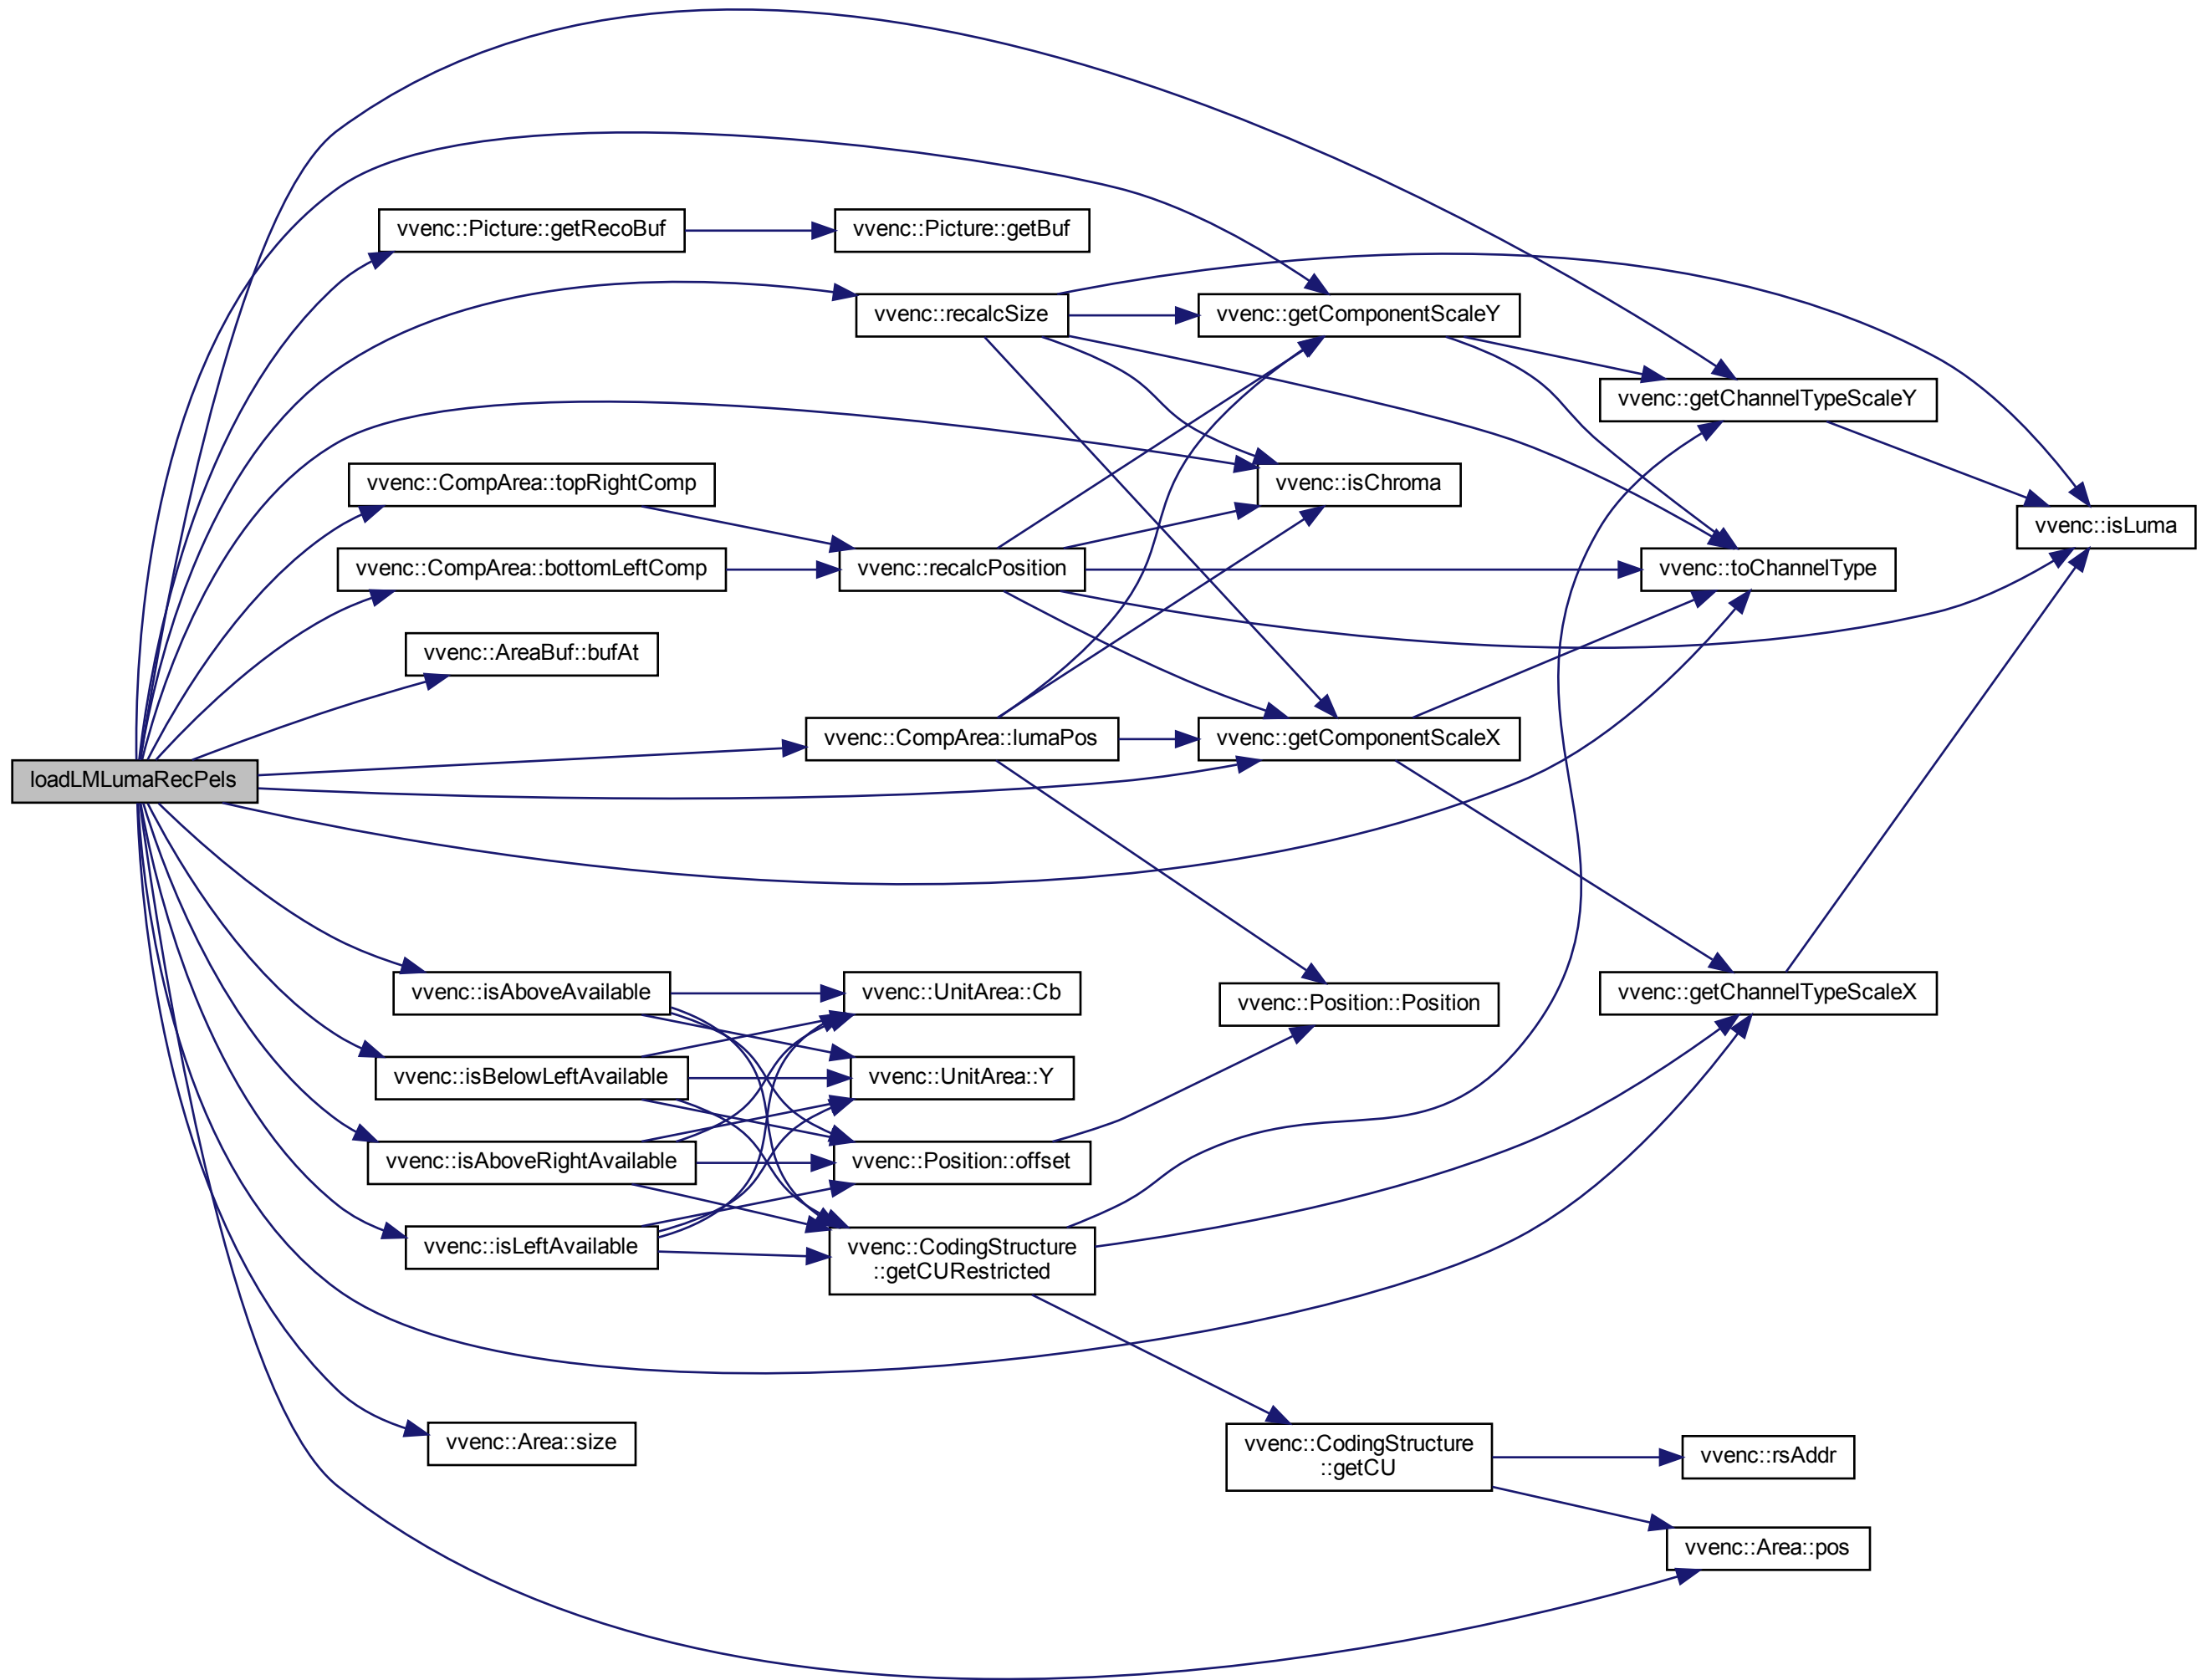 vvenc::Picture::getRecoBuf
vvenc::Picture::getBuf
vvenc::recalcSize
vvenc::getComponentScaleY
vvenc::getChannelTypeScaleY
vvenc::CompArea::topRightComp
vvenc::isChroma
vvenc::isLuma
vvenc::CompArea::bottomLeftComp
vvenc::recalcPosition
vvenc::toChannelType
vvenc::AreaBuf::bufAt
vvenc::CompArea::lumaPos
vvenc::getComponentScaleX
loadLMLumaRecPels
vvenc::isAboveAvailable
vvenc::UnitArea::Cb
vvenc::Position::Position
vvenc::getChannelTypeScaleX
vvenc::isBelowLeftAvailable
vvenc::UnitArea::Y
vvenc::isAboveRightAvailable
vvenc::Position::offset
vvenc::isLeftAvailable
vvenc::CodingStructure
::getCURestricted
vvenc::Area::size
vvenc::CodingStructure
::getCU
vvenc::rsAddr
vvenc::Area::pos